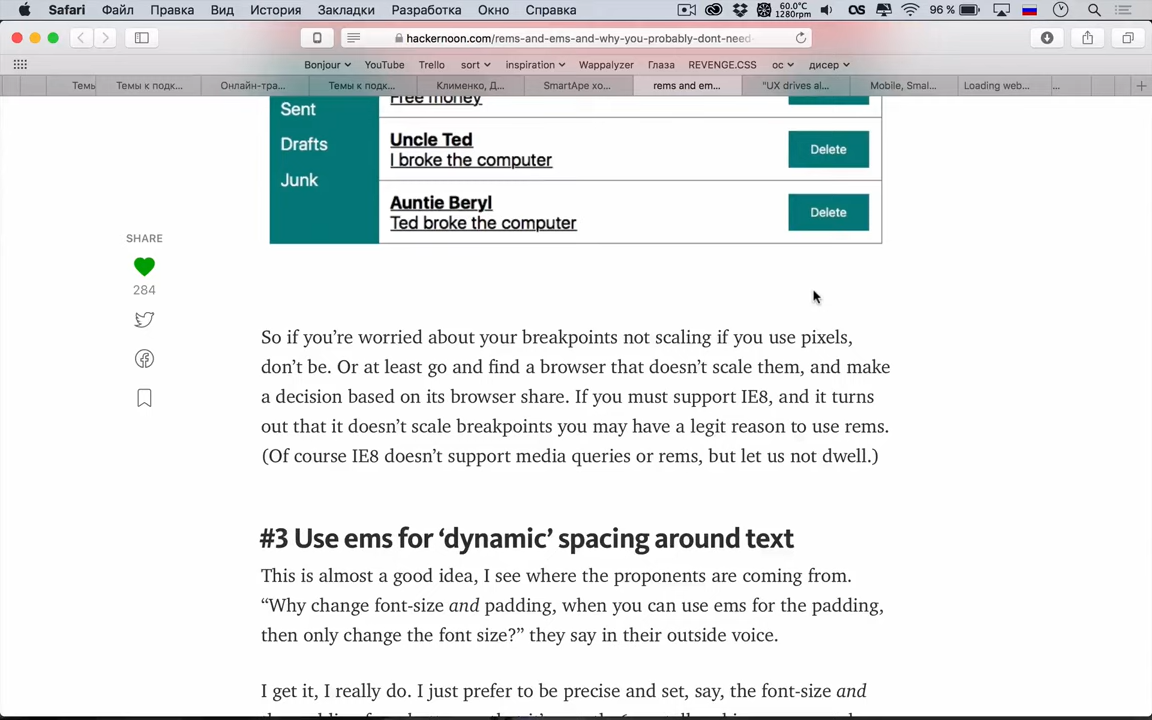 Safari Файл Правка Вид История Закладки Разработка Окно Справка 60.0°C 1280rpm OS 96 %
hackernoon.com/rems-and-ems-and-why-you-probably-dont-need-
Bonjour YouTube Trello sort inspiration Wappalyzer Глаза REVENGE.CSS ос дисер
Темы Темы к подк... Онлайн-тра... Темы к подк... Клименко, Д... SmartApe хо... rems and em... "UX drives al... Mobile, Smal... Loading web... ...
Free money
Sent
Uncle Ted
I broke the computer
Delete
Drafts
Junk
Auntie Beryl
Ted broke the computer
Delete
SHARE
284
So if you’re worried about your breakpoints not scaling if you use pixels,
don’t be. Or at least go and find a browser that doesn’t scale them, and make
a decision based on its browser share. If you must support IE8, and it turns
out that it doesn’t scale breakpoints you may have a legit reason to use rems.
(Of course IE8 doesn’t support media queries or rems, but let us not dwell.)
#3 Use ems for ‘dynamic’ spacing around text
This is almost a good idea, I see where the proponents are coming from.
“Why change font-size and padding, when you can use ems for the padding,
then only change the font size?” they say in their outside voice.
I get it, I really do. I just prefer to be precise and set, say, the font-size and